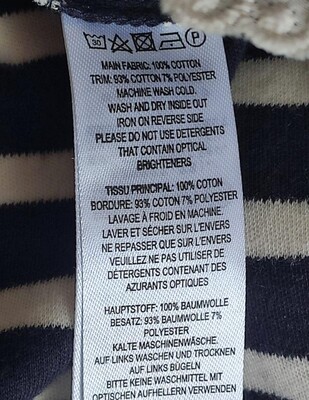 30 P
MAIN FABRIC: 100% COTTON
TRIM: 93% COTTON 7% POLYESTER
MACHINE WASH COLD.
WASH AND DRY INSIDE OUT
IRON ON REVERSE SIDE
PLEASE DO NOT USE DETERGENTS
THAT CONTAIN OPTICAL
BRIGHTENERS
TISSU PRINCIPAL: 100% COTON
BORDURE: 93% COTON 7% POLYESTER
LAVAGE À FROID EN MACHINE.
LAVER ET SÉCHER SUR L'ENVERS
NE REPASSER QUE SUR L'ENVERS
VEUILLEZ NE PAS UTILISER DE
DÉTERGENTS CONTENANT DES
AZURANTS OPTIQUES
HAUPTSTOFF: 100% BAUMWOLLE
BESATZ: 93% BAUMWOLLE 7%
POLYESTER
KALTE MASCHINENWÄSCHE.
AUF LINKS WASCHEN UND TROCKNEN
AUF LINKS BÜGELN
BITTE KEINE WASCHMITTEL MIT
OPTISCHEN AUFHELLERN VERWENDEN